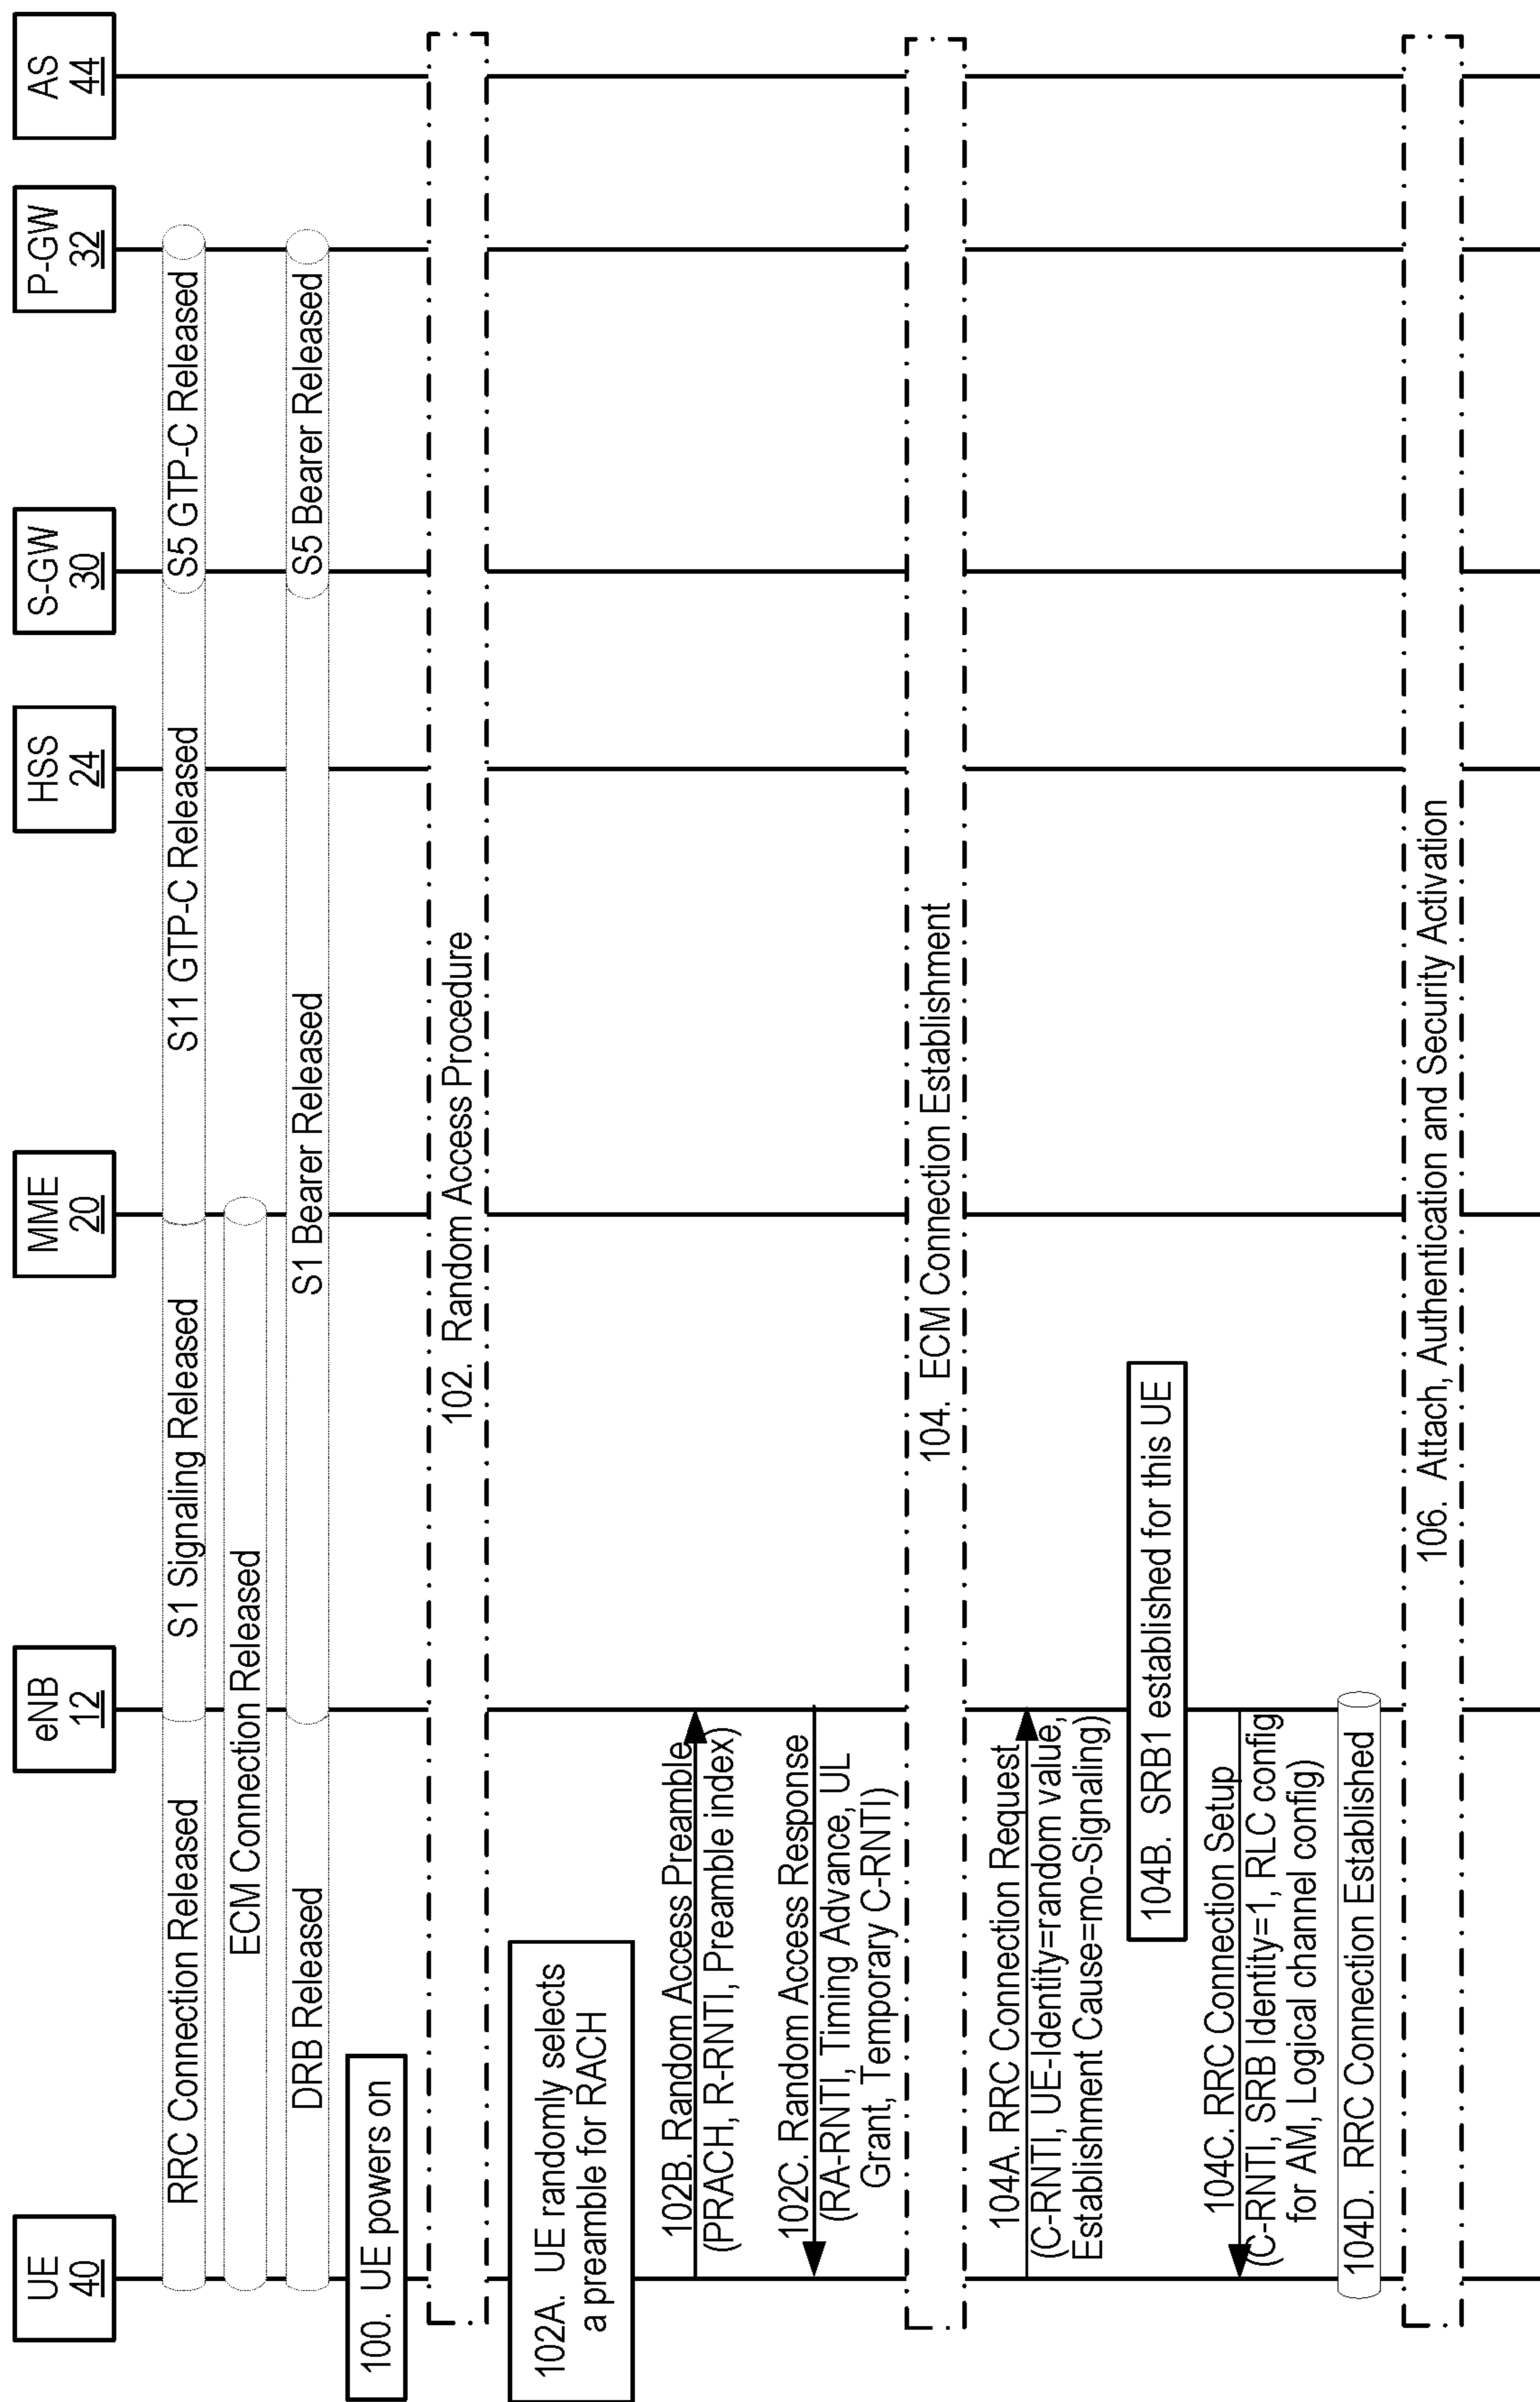 UE
40
eNB
12
MME
20
HSS
24
S-GW
30
P-GW
32
AS
44
RRC Connection Released
S1 Signaling Released
S11 GTP-C Released
S5 GTP-C Released
ECM Connection Released
DRB Released
S1 Bearer Released
S5 Bearer Released
100. UE powers on
102. Random Access Procedure
102A. UE randomly selects
a preamble for RACH
102B. Random Access Preamble
(PRACH, R-RNTI, Preamble index)
102C. Random Access Response
(RA-RNTI, Timing Advance, UL
Grant, Temporary C-RNTI)
104. ECM Connection Establishment
104A. RRC Connection Request
(C-RNTI, UE-Identity=random value,
Establishment Cause=mo-Signaling)
104B. SRB1 established for this UE
104C. RRC Connection Setup
(C-RNTI, SRB Identity=1, RLC config
for AM, Logical channel config)
104D. RRC Connection Established
106. Attach, Authentication and Security Activation